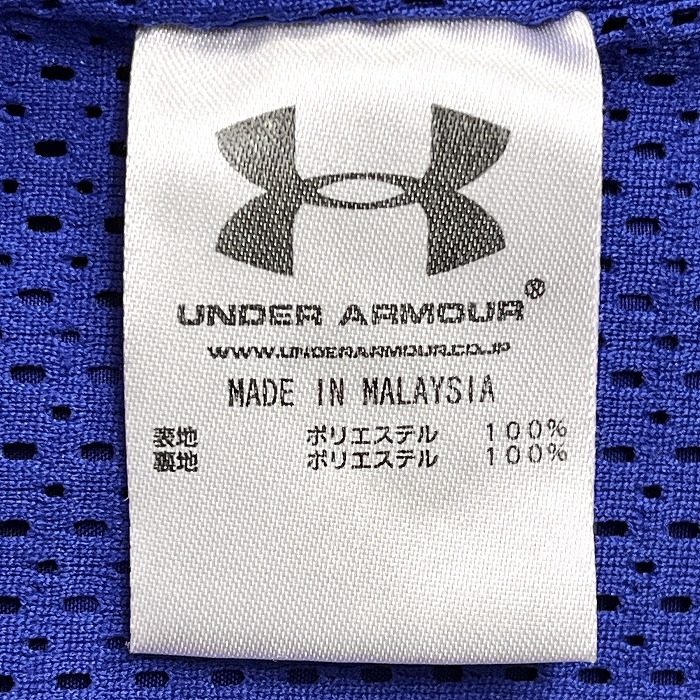 UNDER ARMOUR®
WWW.UNDERARMOUR.CO.JP
MADE IN MALAYSIA
表地 ポリエステル 100%
裏地 ポリエステル 100%